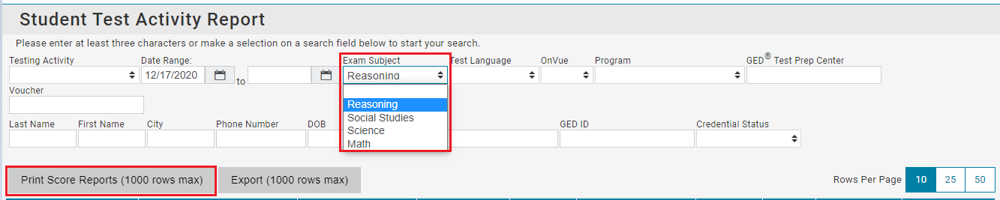 Student Test Activity Report
Please enter at least three characters or make a selection on a search field below to start your search.
Testing Activity Date Range: Exam Subject Test Language OnVue Program GED® Test Prep Center
12/17/2020 to Reasoning
Voucher
Reasoning
Social Studies
Science
Math
Last Name First Name City Phone Number DOB GED ID Credential Status
Print Score Reports (1000 rows max) Export (1000 rows max) Rows Per Page 10 25 50